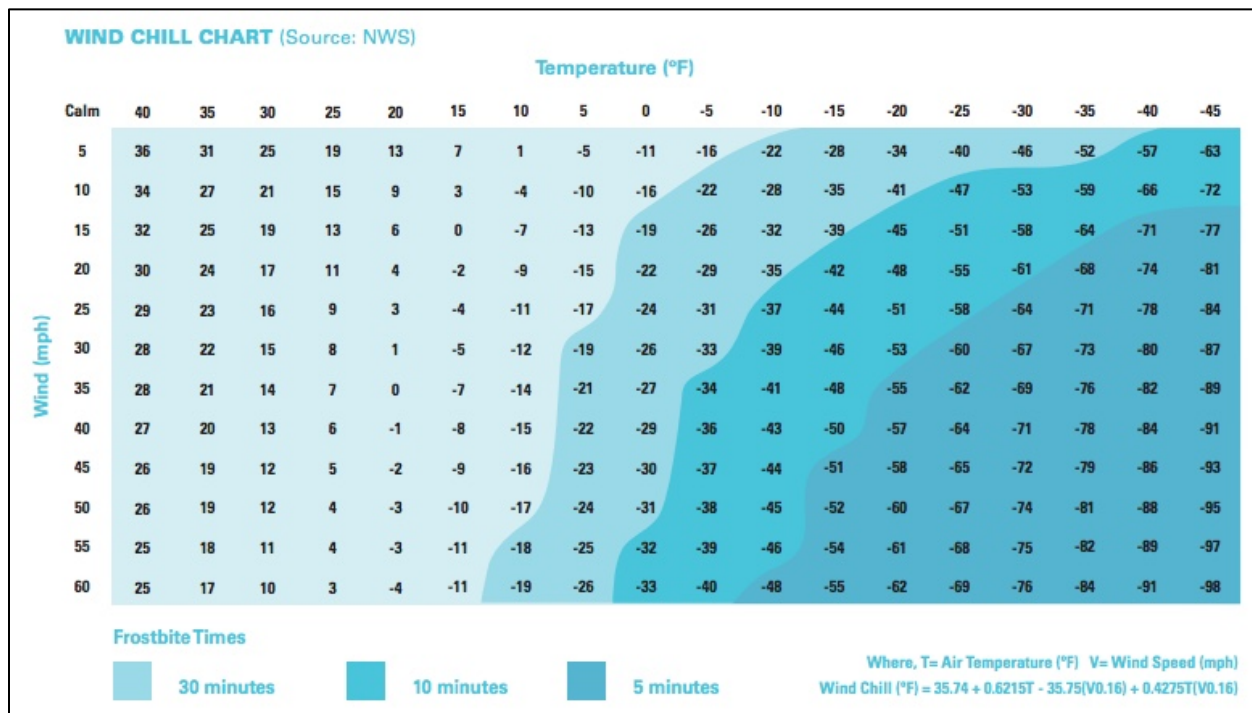 WIND CHILL CHART (Source: NWS)
Temperature (ºF)
Calm 40 35 30 25 20 15 10 5 0 -5 -10 -15 -20 -25 -30 -35 -40 -45
Wind (mph)
5 36 31 25 19 13 7 1 -5 -11 -16 -22 -28 -34 -40 -46 -52 -57 -63
10 34 27 21 15 9 3 -4 -10 -16 -22 -28 -35 -41 -47 -53 -59 -66 -72
15 32 25 19 13 6 0 -7 -13 -19 -26 -32 -39 -45 -51 -58 -64 -71 -77
20 30 24 17 11 4 -2 -9 -15 -22 -29 -35 -42 -48 -55 -61 -68 -74 -81
25 29 23 16 9 3 -4 -11 -17 -24 -31 -37 -44 -51 -58 -64 -71 -78 -84
30 28 22 15 8 1 -5 -12 -19 -26 -33 -39 -46 -53 -60 -67 -73 -80 -87
35 28 21 14 7 0 -7 -14 -21 -27 -34 -41 -48 -55 -62 -69 -76 -82 -89
40 27 20 13 6 -1 -8 -15 -22 -29 -36 -43 -50 -57 -64 -71 -78 -84 -91
45 26 19 12 5 -2 -9 -16 -23 -30 -37 -44 -51 -58 -65 -72 -79 -86 -93
50 26 19 12 4 -3 -10 -17 -24 -31 -38 -45 -52 -60 -67 -74 -81 -88 -95
55 25 18 11 4 -3 -11 -18 -25 -32 -39 -46 -54 -61 -68 -75 -82 -89 -97
60 25 17 10 3 -4 -11 -19 -26 -33 -40 -48 -55 -62 -69 -76 -84 -91 -98
Frostbite Times
30 minutes 10 minutes 5 minutes
Where, T= Air Temperature (ºF) V= Wind Speed (mph)
Wind Chill (ºF) = 35.74 + 0.6215T - 35.75(V0.16) + 0.4275T(V0.16)